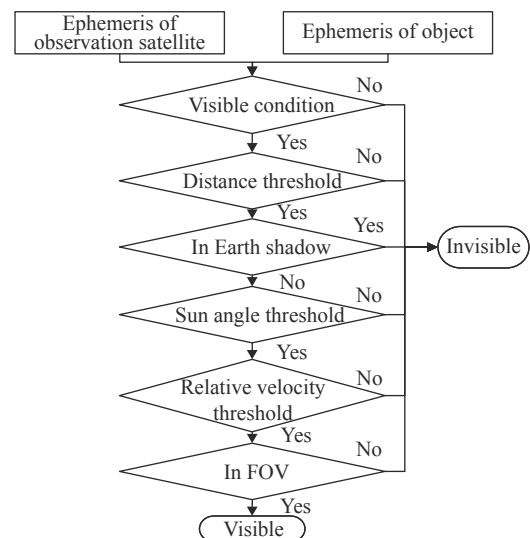 Ephemeris of
observation satellite
Ephemeris of object
No
Visible condition
Yes
No
Distance threshold
Yes
Yes
In Earth shadow
Invisible
No
No
Sun angle threshold
Yes
No
Relative velocity
threshold
Yes
No
In FOV
Yes
Visible